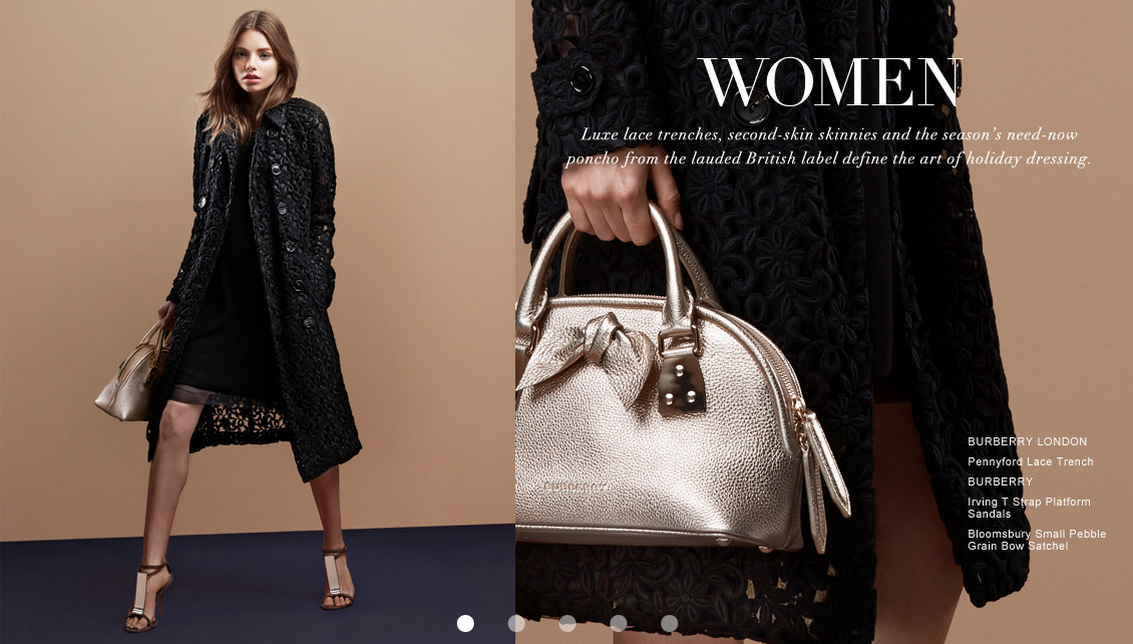 WOMEN
Luxe lace trenches, second-skin skinnies and the season's need-now
poncho from the lauded British label define the art of holiday dressing.
BURBERRY
BURBERRY LONDON
Pennyford Lace Trench
BURBERRY
Irving T Strap Platform
Sandals
Bloomsbury Small Pebble
Grain Bow Satchel